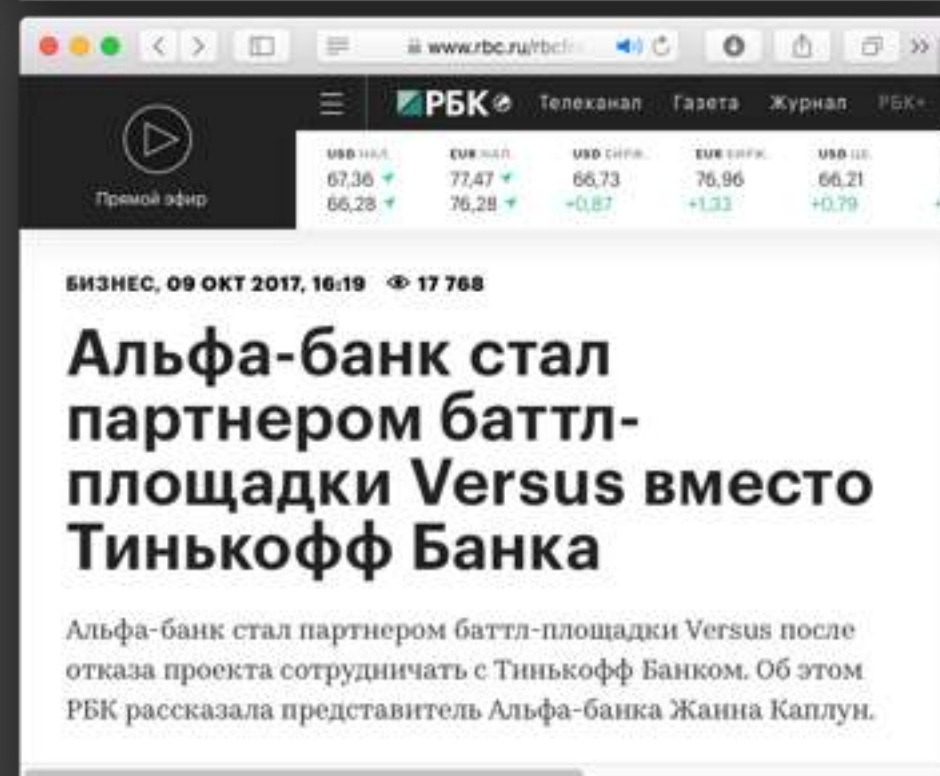 www.rbc.ru/rbcfr
РБК Телеканал Газета Журнал РБК+
Прямой эфир
USD НАЛ. EUR НАЛ. USD БИРЖ. EUR БИРЖ. USD ЦБ
67,36 77,47 66,73 76,96 66,21
66,28 76,28 +0,87 +1,33 +0,79
БИЗНЕС, 09 ОКТ 2017, 16:19 17 768
Альфа-банк стал
партнером баттл-
площадки Versus вместо
Тинькофф Банка
Альфа-банк стал партнером баттл-площадки Versus после
отказа проекта сотрудничать с Тинькофф Банком. Об этом
РБК рассказала представитель Альфа-банка Жанна Каплун.